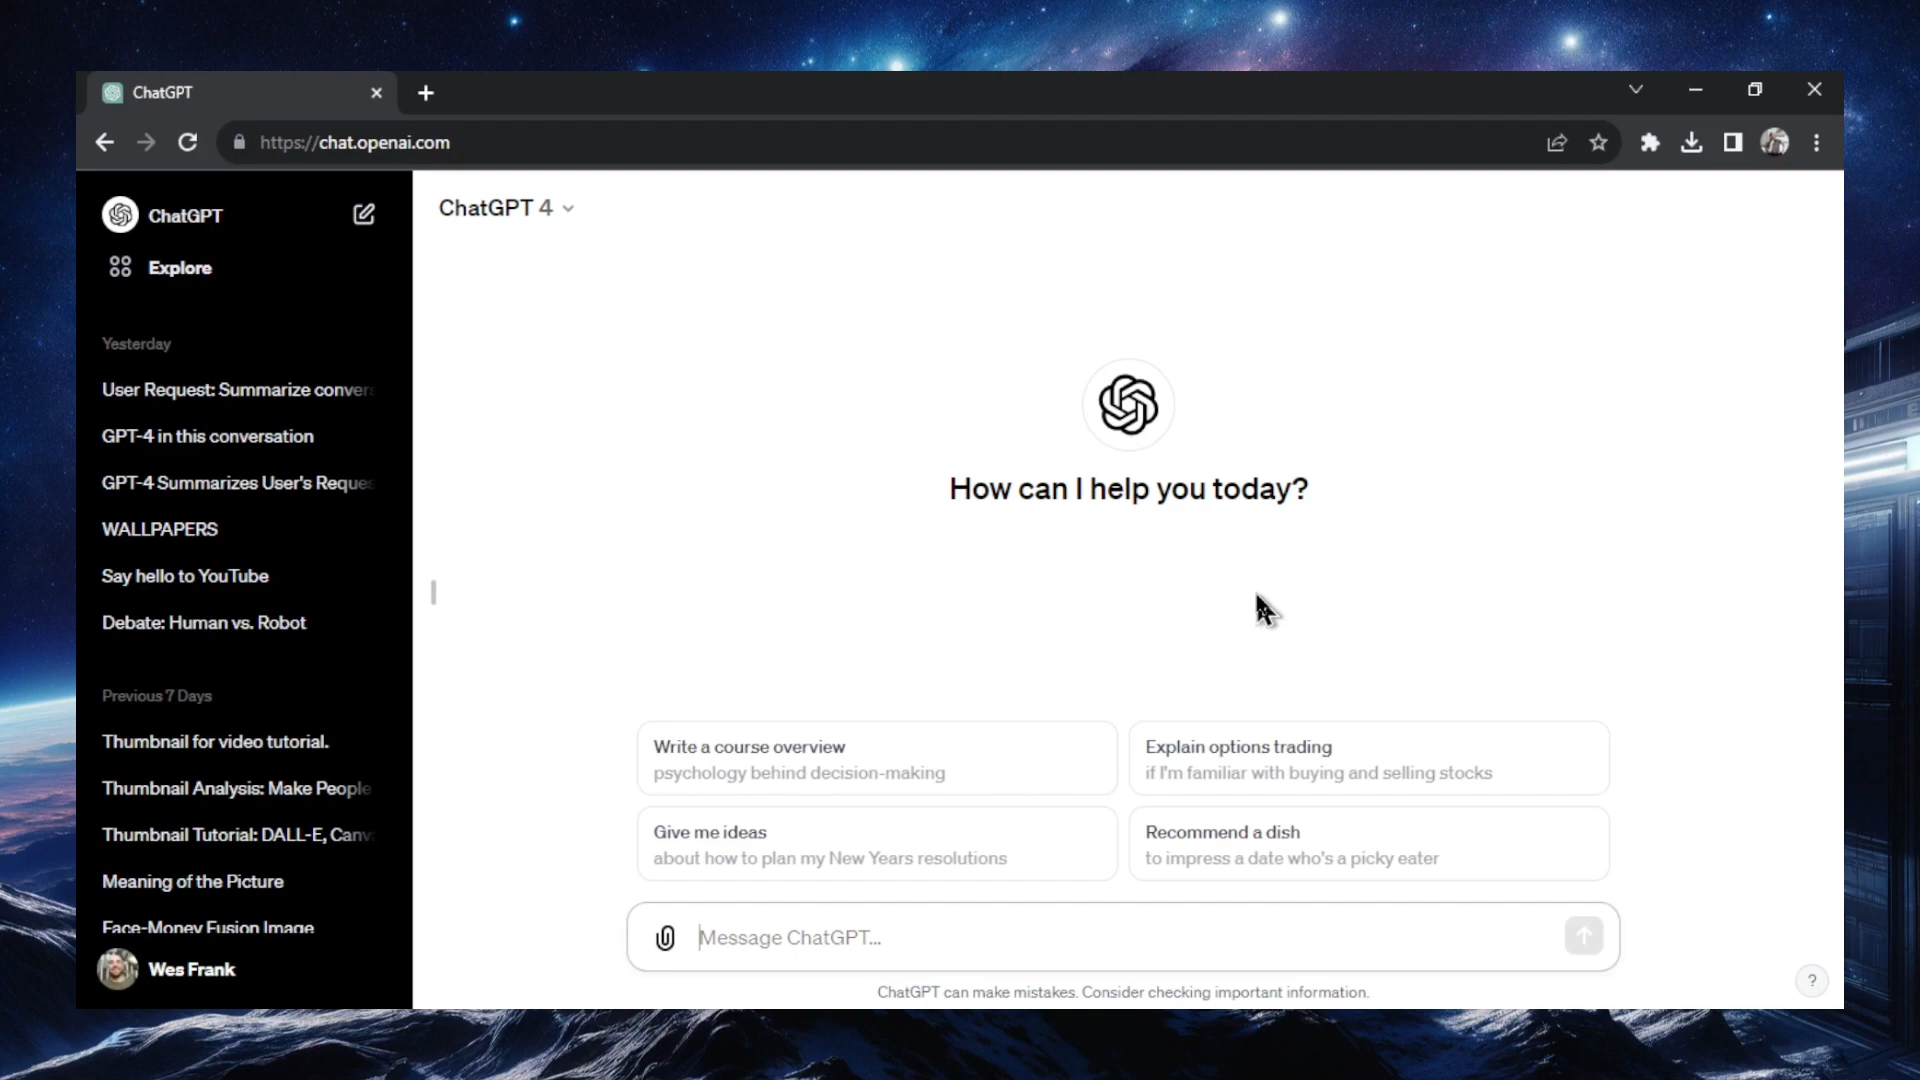 ChatGPT
https://chat.openai.com
ChatGPT
Explore
Yesterday
User Request: Summarize conver
GPT-4 in this conversation
GPT-4 Summarizes User's Reques
WALLPAPERS
Say hello to YouTube
Debate: Human vs. Robot
Previous 7 Days
Thumbnail for video tutorial.
Thumbnail Analysis: Make People
Thumbnail Tutorial: DALL-E, Canv
Meaning of the Picture
Face-Money Fusion Image
Wes Frank
ChatGPT 4
How can I help you today?
Write a course overview
psychology behind decision-making
Explain options trading
if I'm familiar with buying and selling stocks
Give me ideas
about how to plan my New Years resolutions
Recommend a dish
to impress a date who's a picky eater
Message ChatGPT...
ChatGPT can make mistakes. Consider checking important information.
?